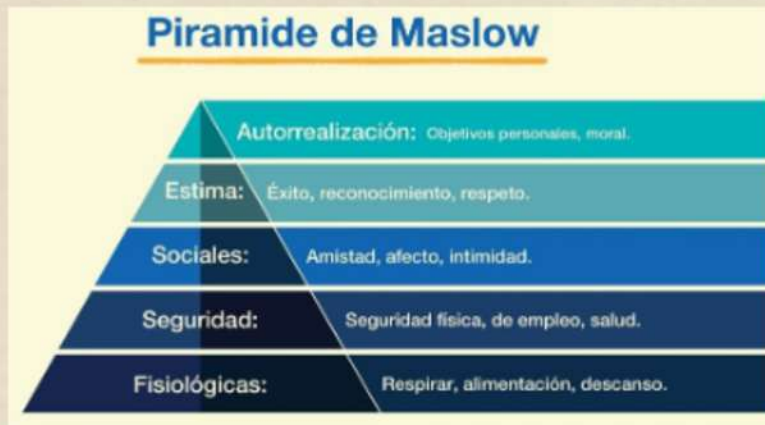 Piramide de Maslow
Autorrealización: Objetivos personales, moral.
Estima: Éxito, reconocimiento, respeto.
Sociales: Amistad, afecto, intimidad.
Seguridad: Seguridad física, de empleo, salud.
Fisiológicas: Respirar, alimentación, descanso.